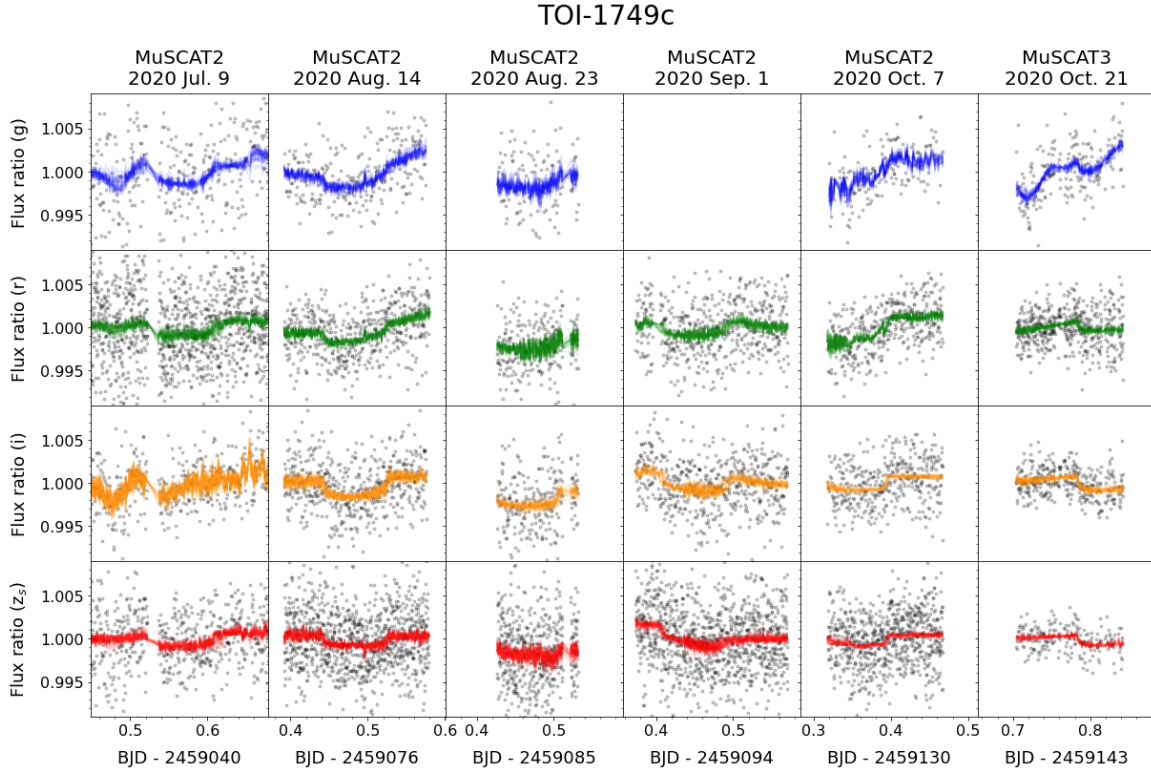 TOI-1749c
MuSCAT2 MuSCAT2 MuSCAT2 MuSCAT2 MuSCAT2 MuSCAT3
2020 Jul. 9 2020 Aug. 14 2020 Aug. 23 2020 Sep. 1 2020 Oct. 7 2020 Oct. 21
Flux ratio (g)
1.005
1.000
0.995
Flux ratio (r)
1.005
1.000
0.995
Flux ratio (i)
1.005
1.000
0.995
Flux ratio (zs)
1.005
1.000
0.995
0.5 0.6 0.4 0.5 0.6 0.4 0.5 0.4 0.5 0.3 0.4 0.5 0.7 0.8
BJD - 2459040 BJD - 2459076 BJD - 2459085 BJD - 2459094 BJD - 2459130 BJD - 2459143